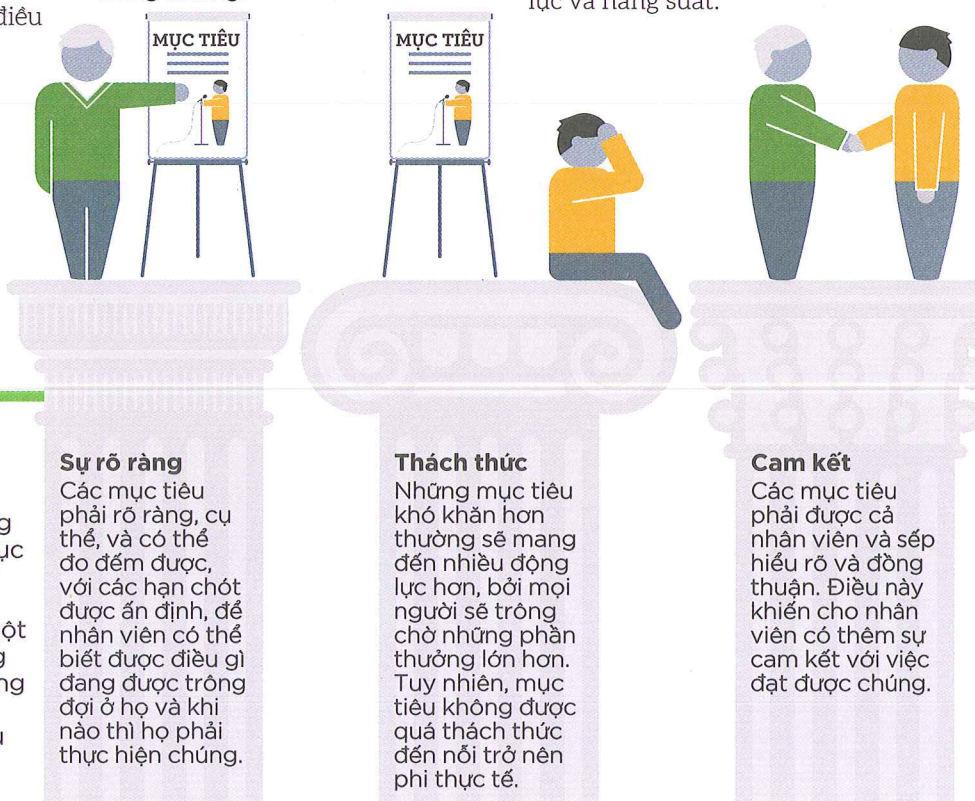 điều
lực và năng suất.
MỤC TIÊU
MỤC TIÊU
Sự rõ ràng
Các mục tiêu
phải rõ ràng, cụ
thể, và có thể
đo đếm được,
với các hạn chót
được ấn định, để
nhân viên có thể
biết được điều gì
đang được trông
đợi ở họ và khi
nào thì họ phải
thực hiện chúng.
Thách thức
Những mục tiêu
khó khăn hơn
thường sẽ mang
đến nhiều động
lực hơn, bởi mọi
người sẽ trông
chờ những phần
thưởng lớn hơn.
Tuy nhiên, mục
tiêu không được
quá thách thức
đến nỗi trở nên
phi thực tế.
Cam kết
Các mục tiêu
phải được cả
nhân viên và sếp
hiểu rõ và đồng
thuận. Điều này
khiến cho nhân
viên có thêm sự
cam kết với việc
đạt được chúng.